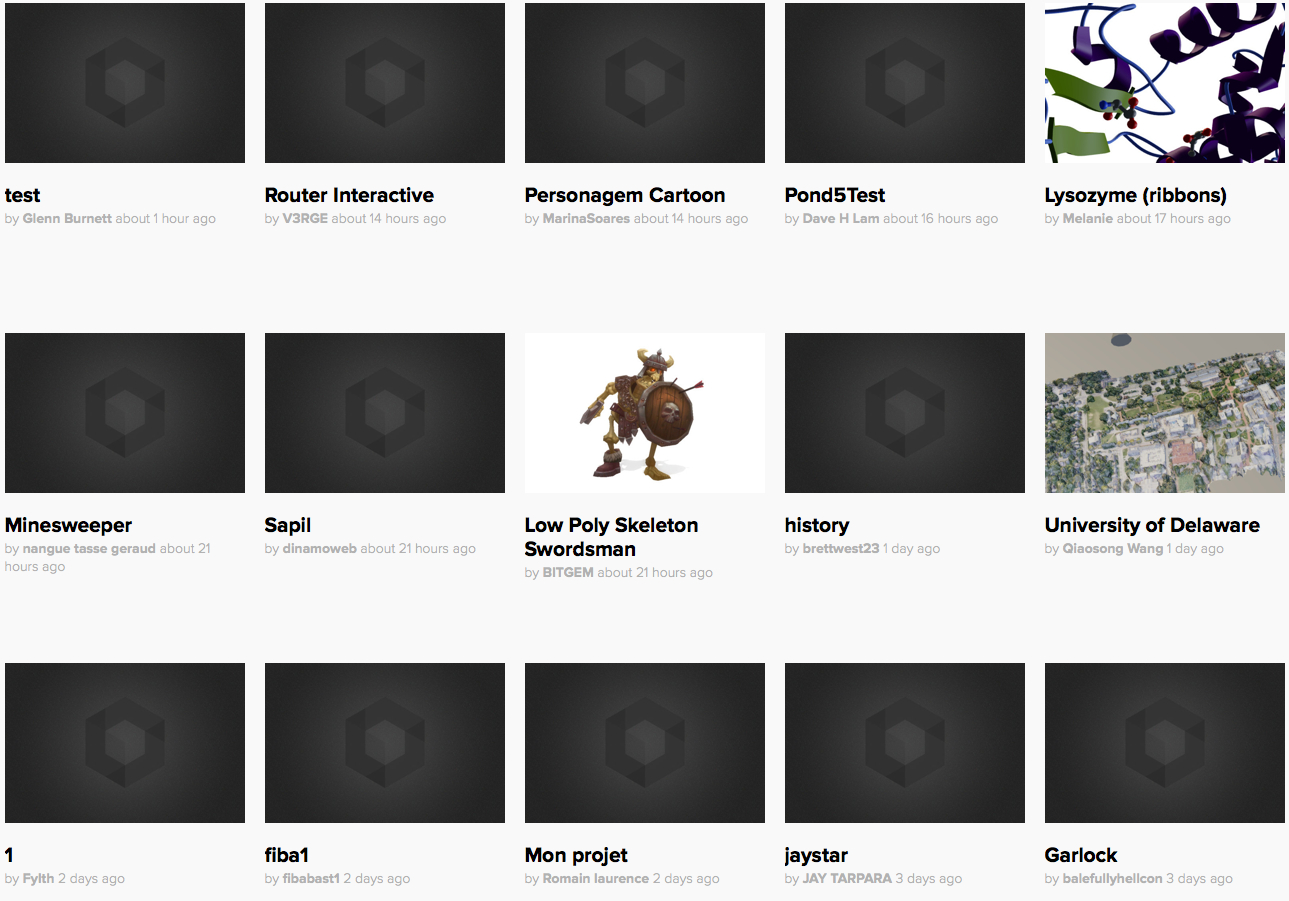 test
by Glenn Burnett about 1 hour ago
Router Interactive
by V3RGE about 14 hours ago
Personagem Cartoon
by MarinaSoares about 14 hours ago
Pond5Test
by Dave H Lam about 16 hours ago
Lysozyme (ribbons)
by Melanie about 17 hours ago
Minesweeper
by nangue tasse geraud about 21
hours ago
Sapil
by dinamoweb about 21 hours ago
Low Poly Skeleton
Swordsman
by BITGEM about 21 hours ago
history
by brettwest23 1 day ago
University of Delaware
by Qiaosong Wang 1 day ago
1
by Fylth 2 days ago
fiba1
by fibabast1 2 days ago
Mon projet
by Romain laurence 2 days ago
jaystar
by JAY TARPARA 3 days ago
Garlock
by balefullyhellcon 3 days ago